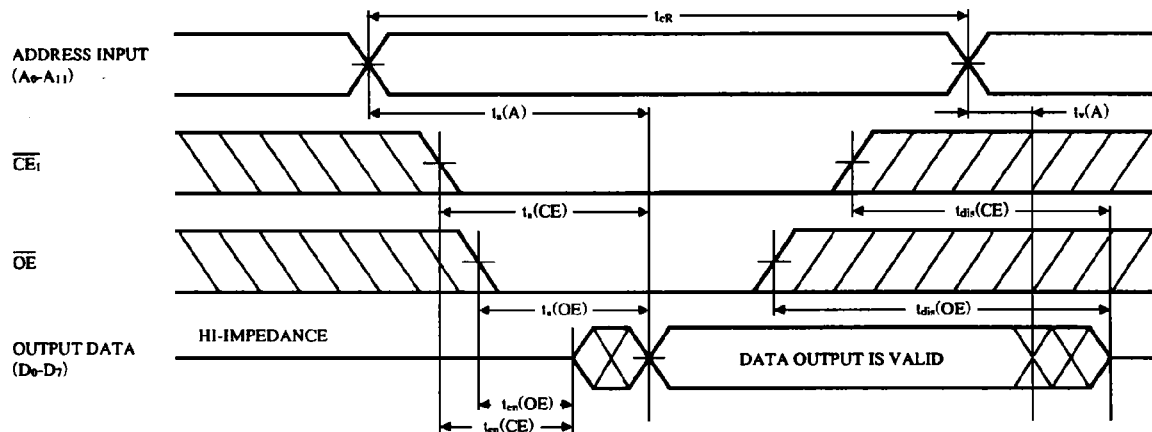 tcR
ADDRESS INPUT
(A0-A11)
ta(A)
tv(A)
CE1
ta(CE)
tdis(CE)
OE
ta(OE)
tdis(OE)
HI-IMPEDANCE
OUTPUT DATA
(D0-D7)
DATA OUTPUT IS VALID
ten(OE)
ten(CE)